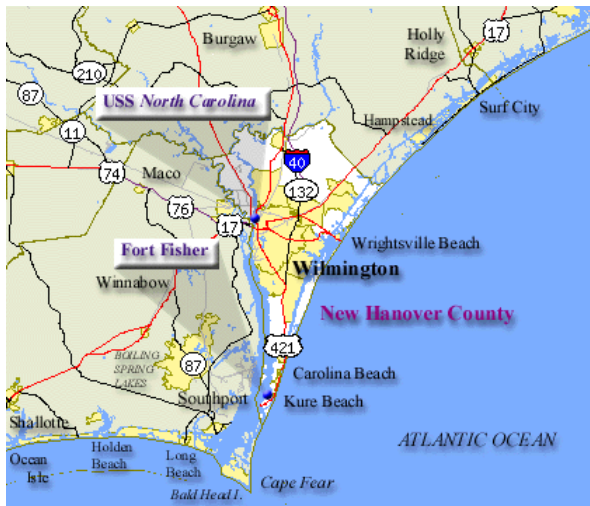 Burgaw
Holly
Ridge
17
210
87
USS North Carolina
Surf City
11
Hampstead
40
74
Maco
132
76
17
Wrightsville Beach
Fort Fisher
Wilmington
Winnabow
New Hanover County
421
BOILING
SPRING
LAKES
87
Carolina Beach
Southport
Kure Beach
Shallotte
ATLANTIC OCEAN
Ocean
Isle
Holden
Beach
Long
Beach
Cape Fear
Bald Head I.